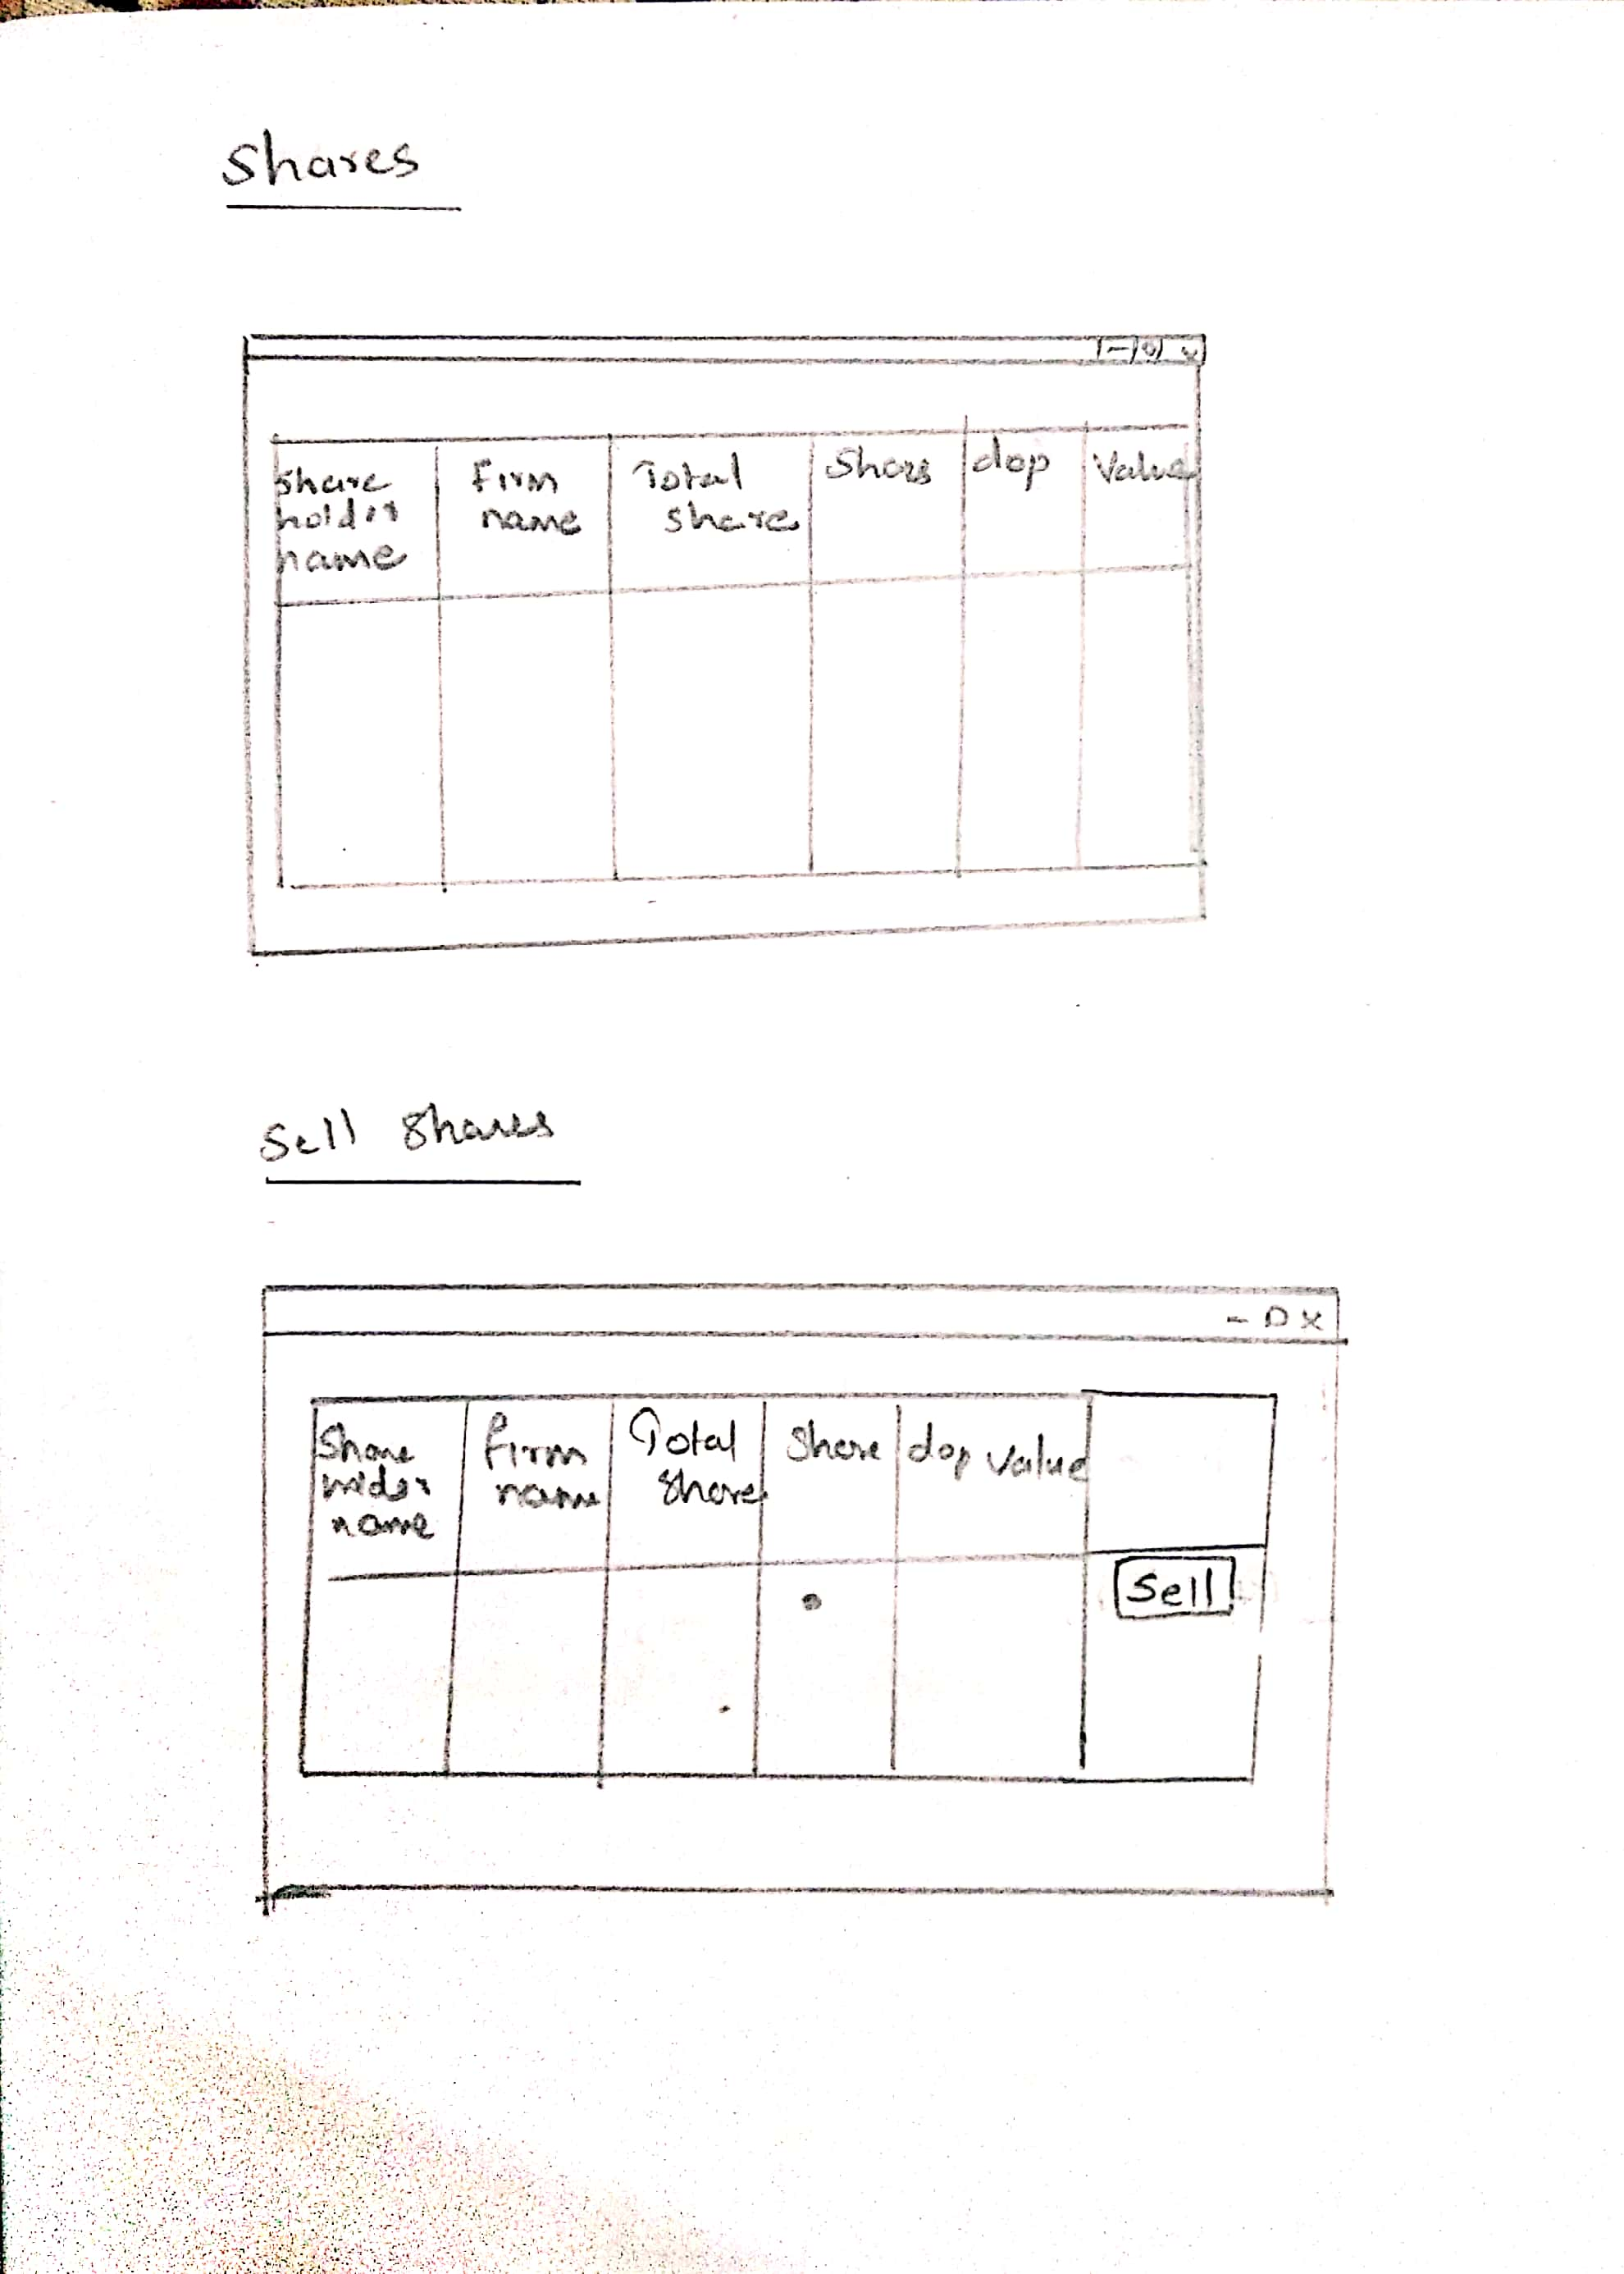 Shares
Share holder name
Firm name
Total share
Shares
dop
Value
Sell Shares
- D X
Share holder name
firm name
Total Share
Share
dop value
Sell